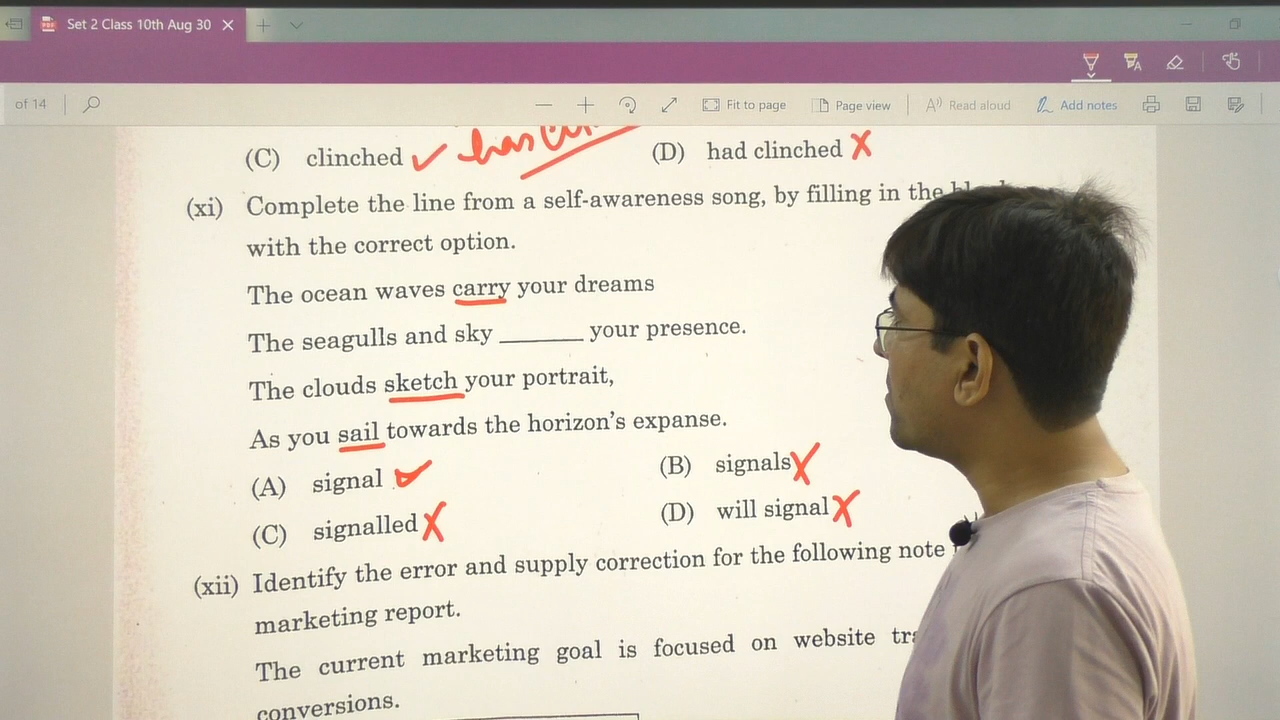 Set 2 Class 10th Aug 30
of 14
Fit to page
Page view
Read aloud
Add notes
(C) clinched has (D) had clinched
(xi) Complete the line from a self-awareness song, by filling in the
with the correct option.
The ocean waves carry your dreams
The seagulls and sky ______ your presence.
The clouds sketch your portrait,
As you sail towards the horizon's expanse.
(A) signal (B) signals
(C) signalled (D) will signal
(xii) Identify the error and supply correction for the following note
marketing report.
The current marketing goal is focused on website
conversions.